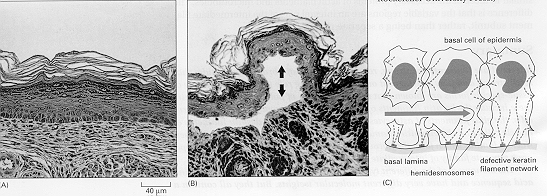 basal cell of epidermis
basal lamina
hemidesmosomes
defective keratin
filament network
(A)
40 μm
(B)
(C)